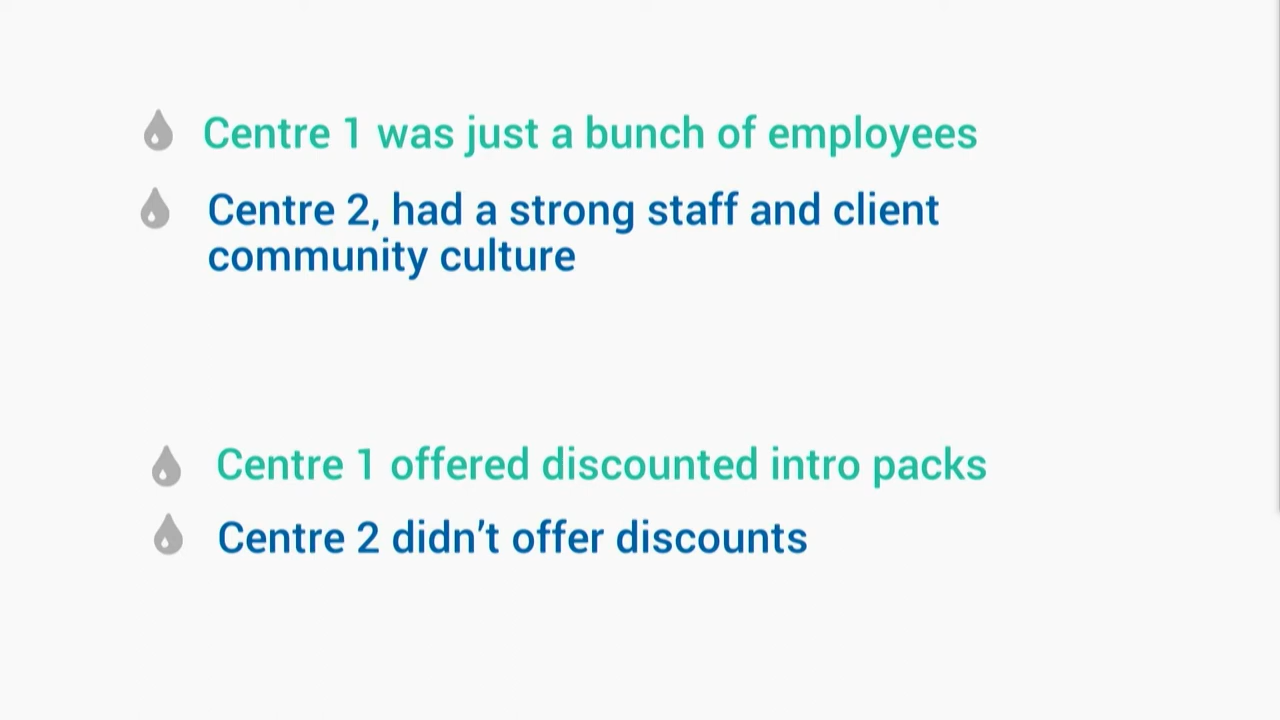 Centre 1 was just a bunch of employees
Centre 2, had a strong staff and client
community culture
Centre 1 offered discounted intro packs
Centre 2 didn’t offer discounts